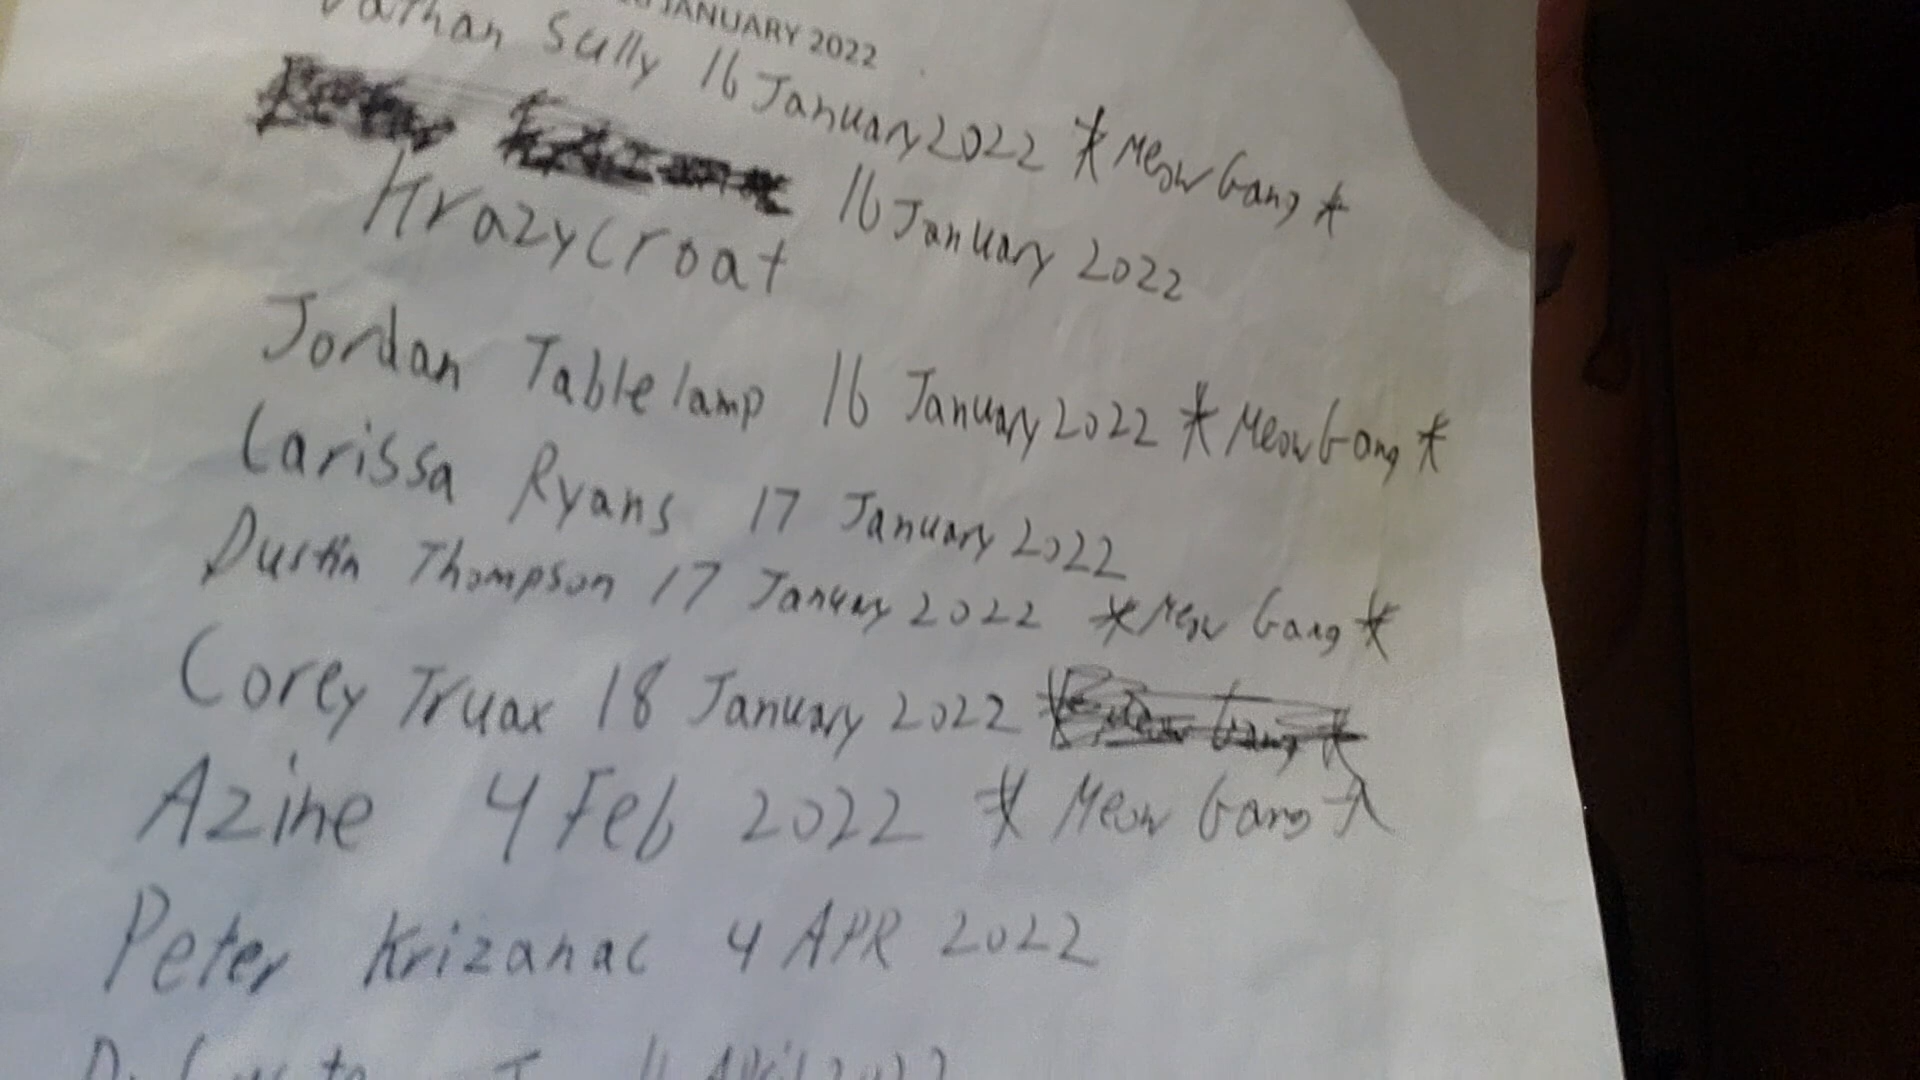 JANUARY 2022
Sully 16 January 2022 *Meow Gang*
16 January 2022
Krazycroat
Jordan Tablelamp 16 January 2022 *Meow Gang*
Carissa Ryans 17 January 2022
Dustin Thompson 17 January 2022 *Meow Gang*
Corey Truax 18 January 2022
Azine 4 Feb 2022 * Meow Gang *
Peter Krizanac 4 APR 2022